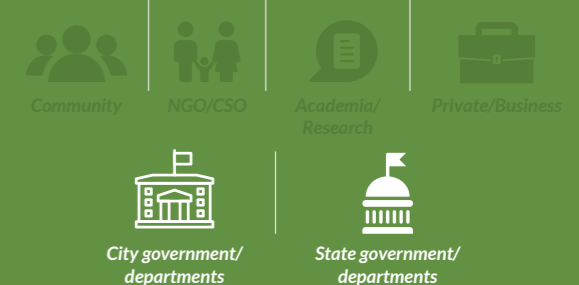 Community
NGO/CSO
Academia/
Research
Private/Business
City government/
departments
State government/
departments